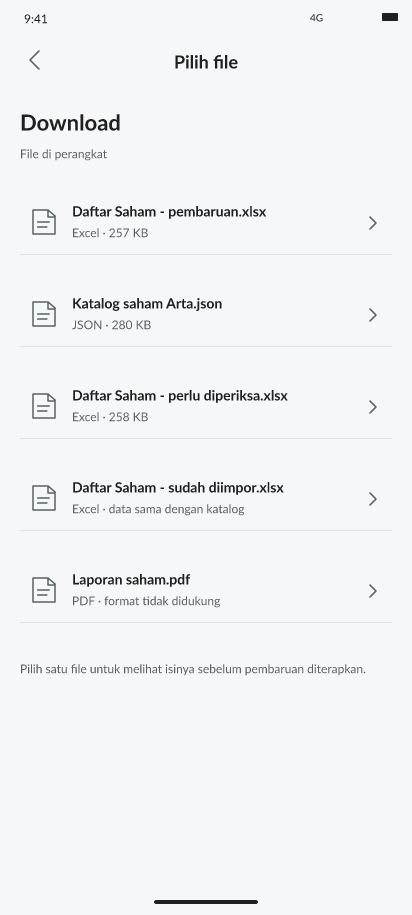 9:41
4G
Pilih file
Download
File di perangkat
Daftar Saham - pembaruan.xlsx
Excel · 257 KB
Katalog saham Arta.json
JSON · 280 KB
Daftar Saham - perlu diperiksa.xlsx
Excel · 258 KB
Daftar Saham - sudah diimpor.xlsx
Excel · data sama dengan katalog
Laporan saham.pdf
PDF · format tidak didukung
Pilih satu file untuk melihat isinya sebelum pembaruan diterapkan.